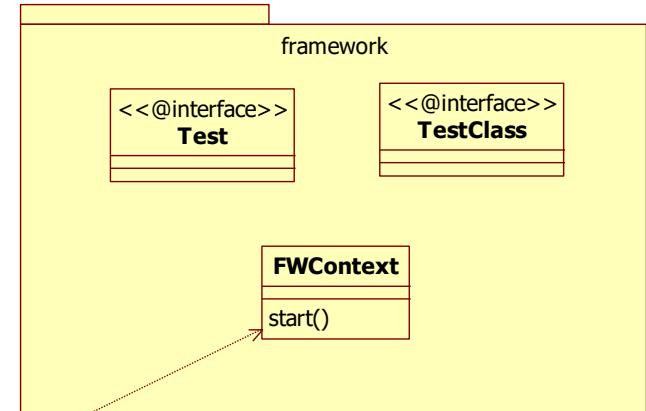 framework
<<@interface>>
Test
<<@interface>>
TestClass
FWContext
start()